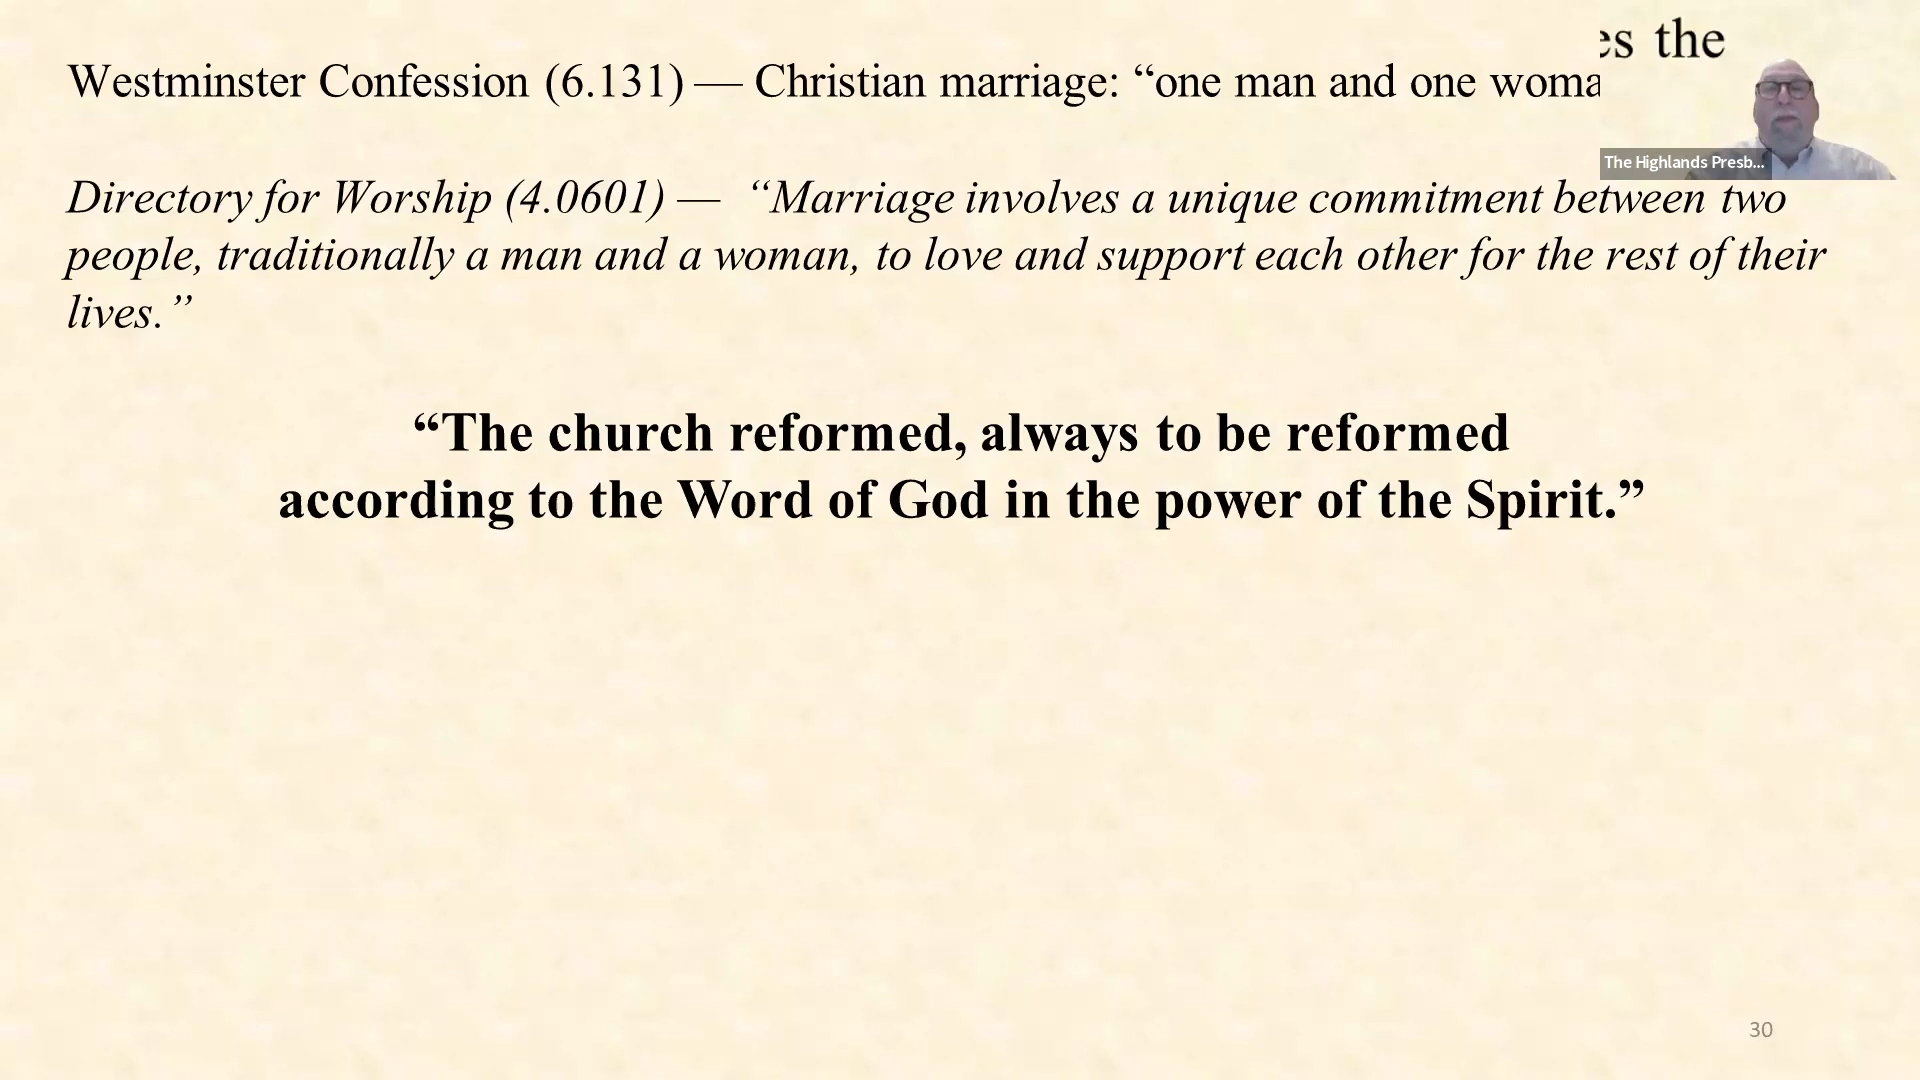 es the
Westminster Confession (6.131) — Christian marriage: “one man and one woma
The Highlands Presb...
Directory for Worship (4.0601) — “Marriage involves a unique commitment between two
people, traditionally a man and a woman, to love and support each other for the rest of their
lives.”
“The church reformed, always to be reformed
according to the Word of God in the power of the Spirit.”
30